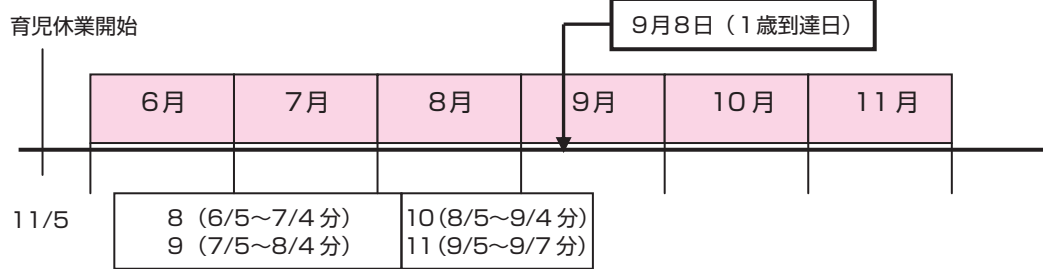 育児休業開始
9月8日（1歳到達日）
6月
7月
8月
9月
10月
11月
11/5
8（6/5～7/4分）
9（7/5～8/4分）
10（8/5～9/4分）
11（9/5～9/7分）